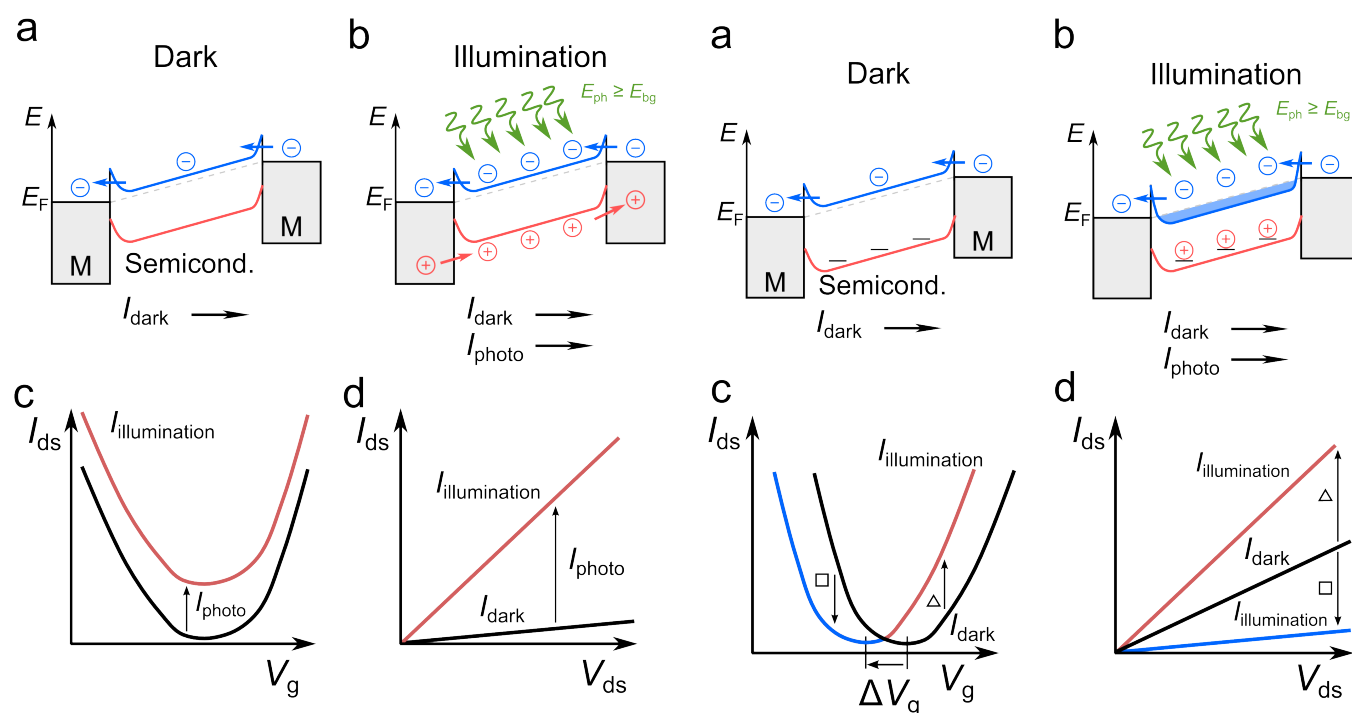 a
Dark
E
E_F
M
M
Semicond.
I_dark
b
Illumination
E_ph ≥ E_bg
E
E_F
I_dark
I_photo
c
I_ds
I_illumination
I_photo
V_g
d
I_ds
I_illumination
I_photo
I_dark
V_ds
a
Dark
E
E_F
M
M
Semicond.
I_dark
b
Illumination
E_ph ≥ E_bg
E
E_F
I_dark
I_photo
c
I_ds
I_illumination
I_dark
ΔV_g
V_g
d
I_ds
I_illumination
I_dark
I_illumination
V_ds